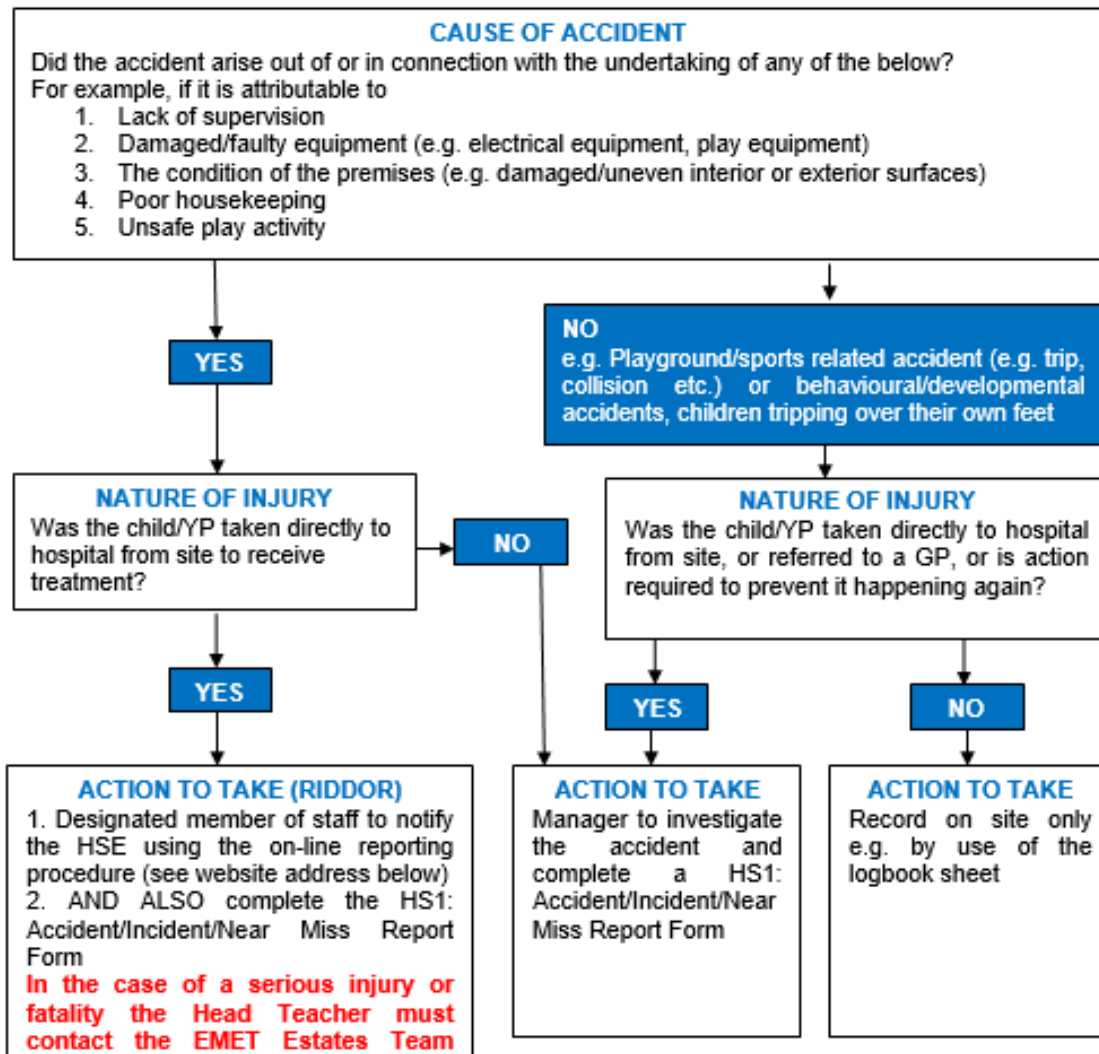 CAUSE OF ACCIDENT
Did the accident arise out of or in connection with the undertaking of any of the below?
For example, if it is attributable to
1. Lack of supervision
2. Damaged/faulty equipment (e.g. electrical equipment, play equipment)
3. The condition of the premises (e.g. damaged/uneven interior or exterior surfaces)
4. Poor housekeeping
5. Unsafe play activity
YES
NO
e.g. Playground/sports related accident (e.g. trip,
collision etc.) or behavioural/developmental
accidents, children tripping over their own feet
NATURE OF INJURY
Was the child/YP taken directly to
hospital from site to receive
treatment?
NO
NATURE OF INJURY
Was the child/YP taken directly to hospital
from site, or referred to a GP, or is action
required to prevent it happening again?
YES
YES
NO
ACTION TO TAKE (RIDDOR)
1. Designated member of staff to notify
the HSE using the on-line reporting
procedure (see website address below)
2. AND ALSO complete the HS1:
Accident/Incident/Near Miss Report
Form
In the case of a serious injury or
fatality the Head Teacher must
contact the EMET Estates Team
ACTION TO TAKE
Manager to investigate
the accident and
complete a HS1:
Accident/Incident/Near
Miss Report Form
ACTION TO TAKE
Record on site only
e.g. by use of the
logbook sheet